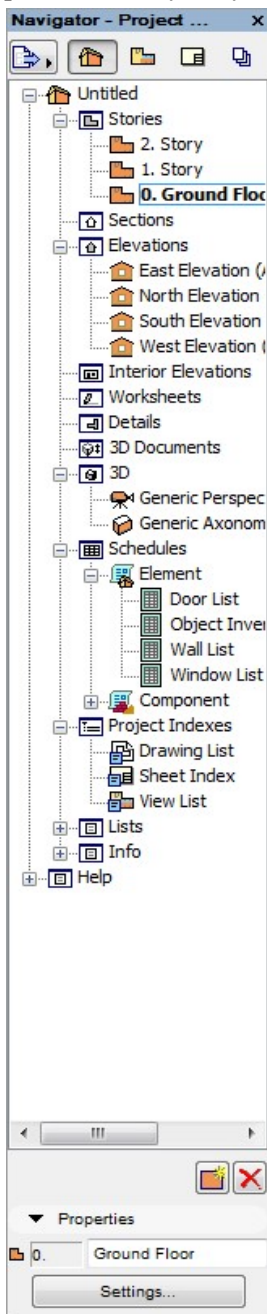 Navigator - Project ...
Untitled
Stories
2. Story
1. Story
0. Ground Floo
Sections
Elevations
East Elevation (A
North Elevation
South Elevation
West Elevation (
Interior Elevations
Worksheets
Details
3D Documents
3D
Generic Perspec
Generic Axonom
Schedules
Element
Door List
Object Inver
Wall List
Window List
Component
Project Indexes
Drawing List
Sheet Index
View List
Lists
Info
Help
Properties
0. Ground Floor
Settings...